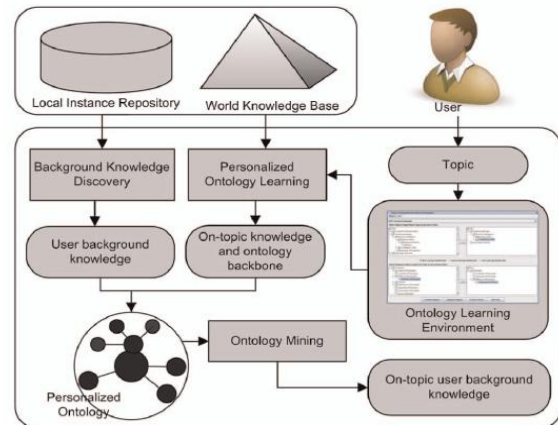 Local Instance Repository
World Knowledge Base
User
Background Knowledge
Discovery
Personalized
Ontology Learning
Topic
User background
knowledge
On-topic knowledge
and ontology
backbone
Ontology Learning
Environment
Ontology Mining
Personalized
Ontology
On-topic user background
knowledge